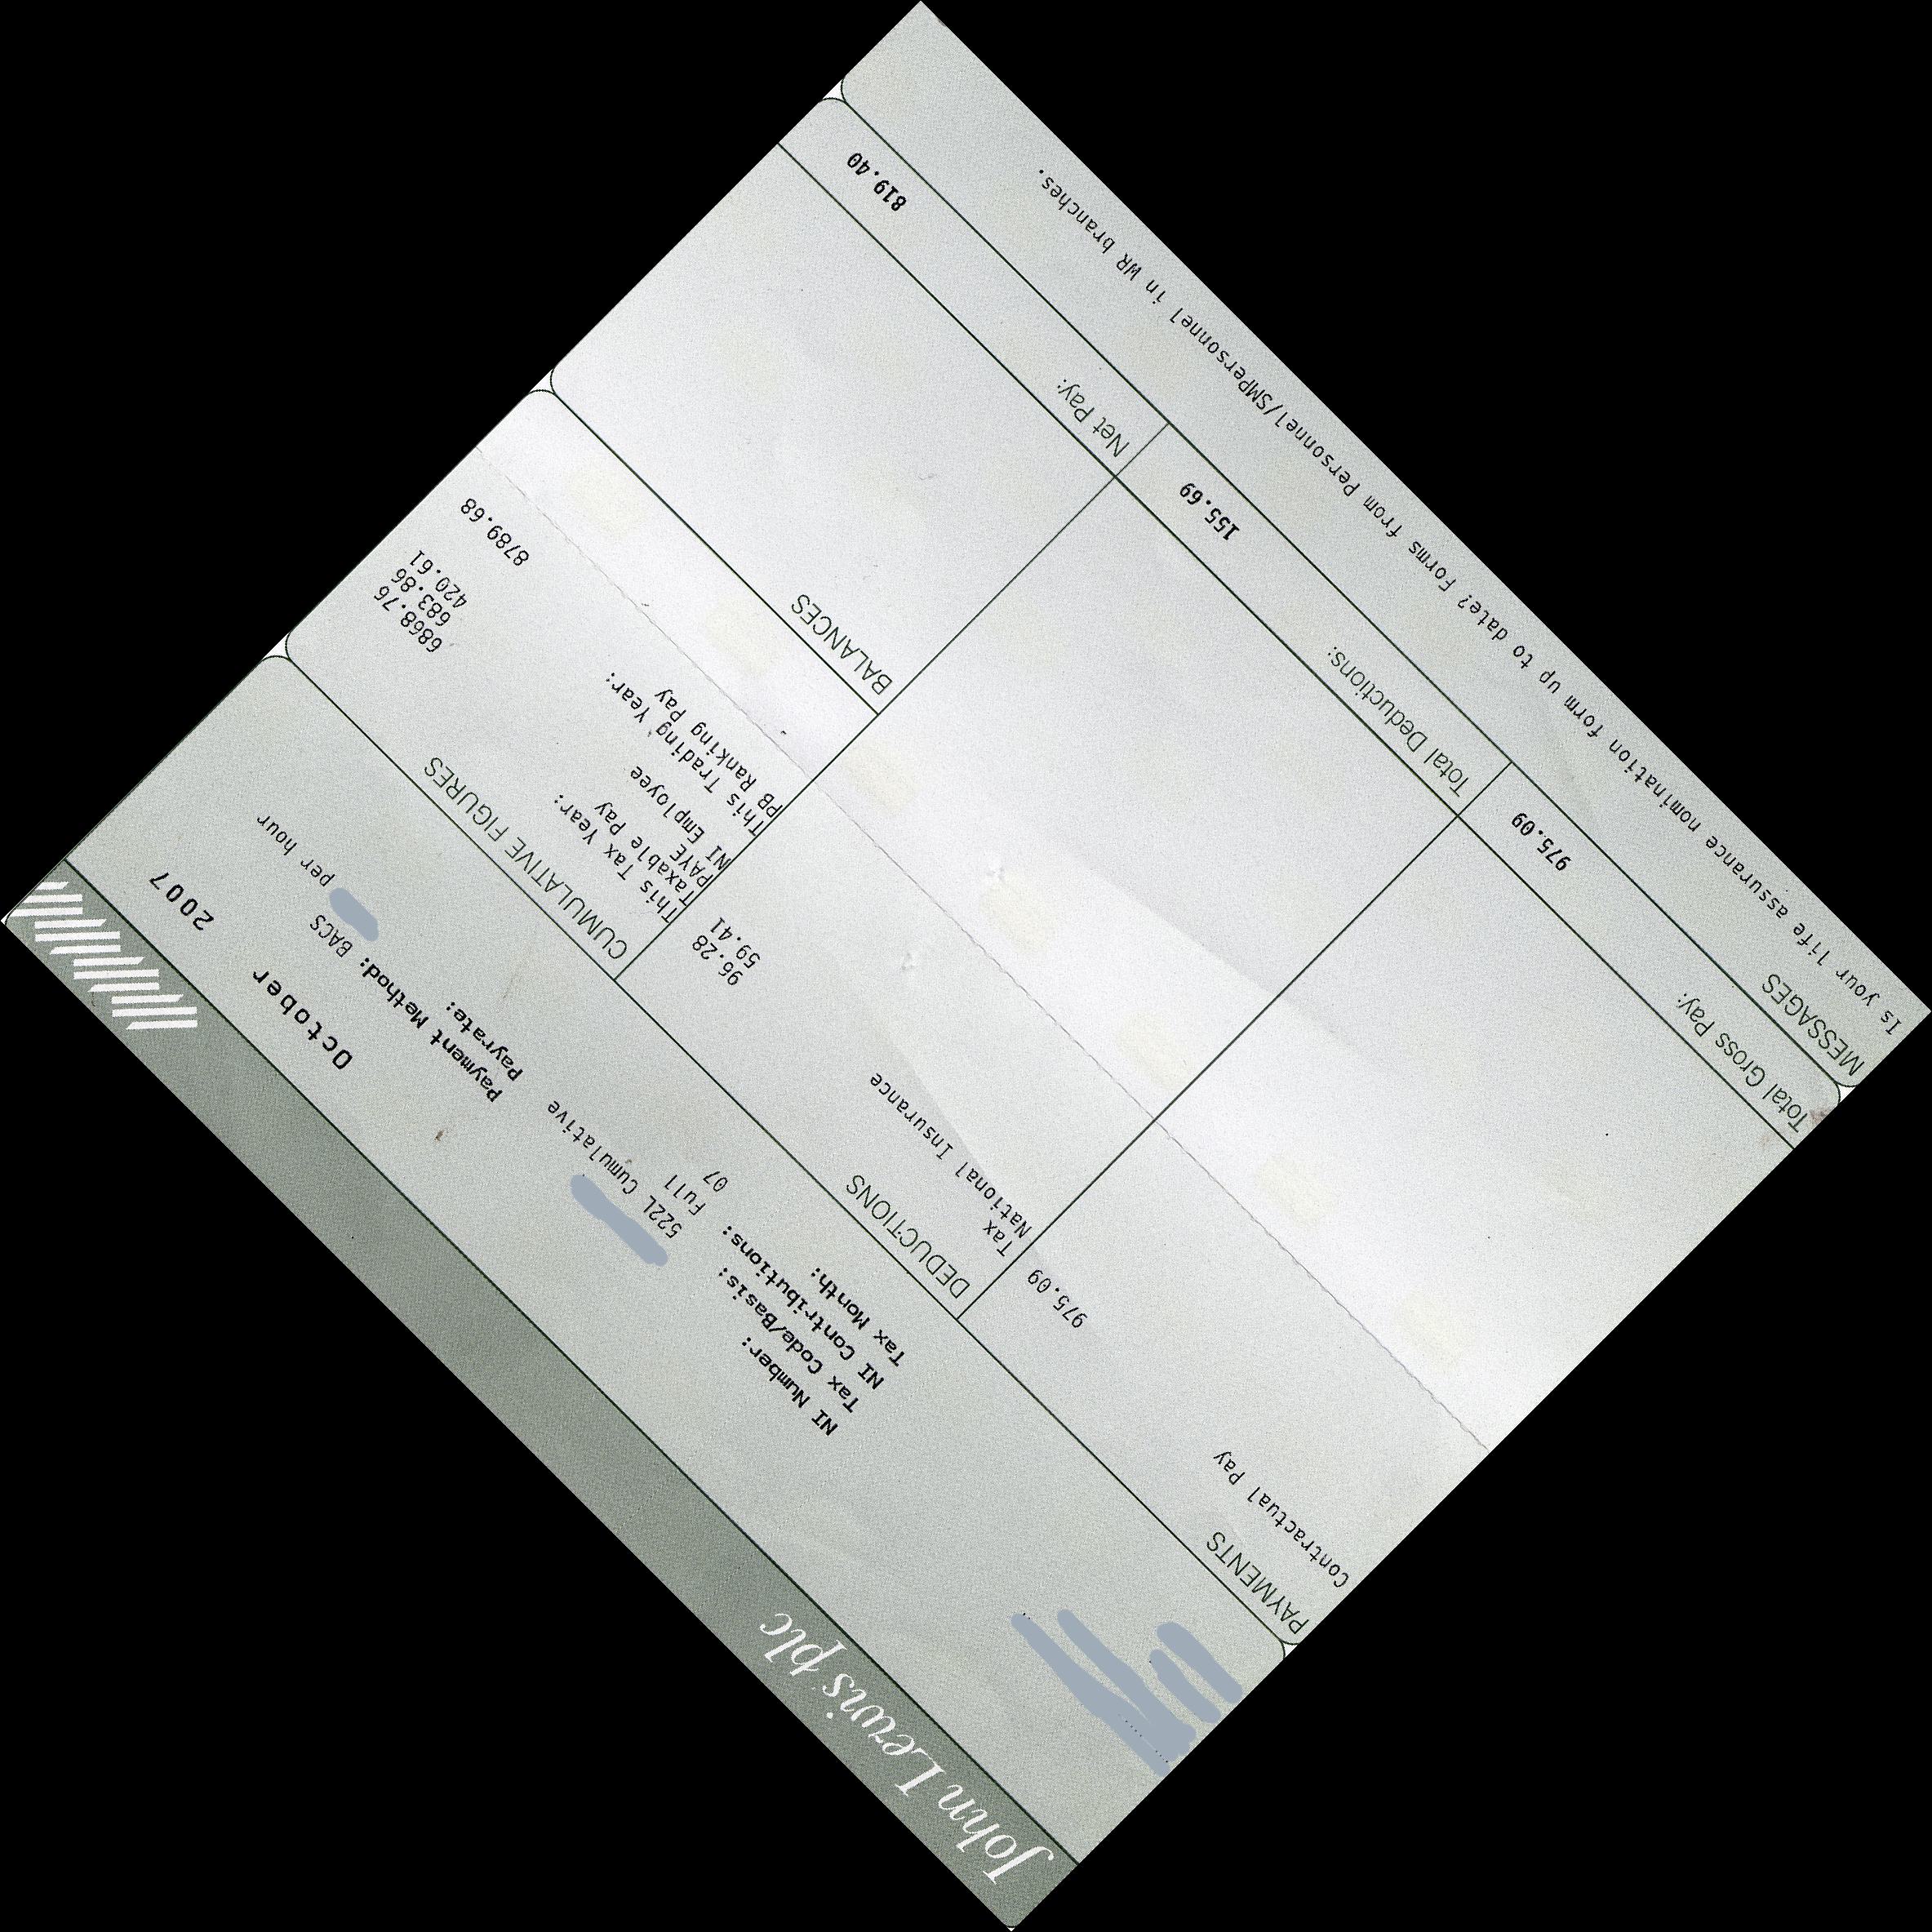 John Lewis plc
October 2007
NI Number:
Tax Code/Basis: 522L Cumulative
NI Contributions: Full
Tax Month: 07
Payment Method: BACS
Payrate: per hour
PAYMENTS
Contractual Pay 975.09
DEDUCTIONS
Tax 96.28
National Insurance 59.41
CUMULATIVE FIGURES
This Tax Year:
Taxable Pay 6868.76
PAYE 683.86
NI Employee 420.61
This Trading Year:
PB Ranking Pay 8789.68
BALANCES
Total Gross Pay: 975.09
Total Deductions: 155.69
Net Pay: 819.40
MESSAGES
Is your life assurance nomination form up to date? Forms from Personnel/SMPersonnel in WR branches.